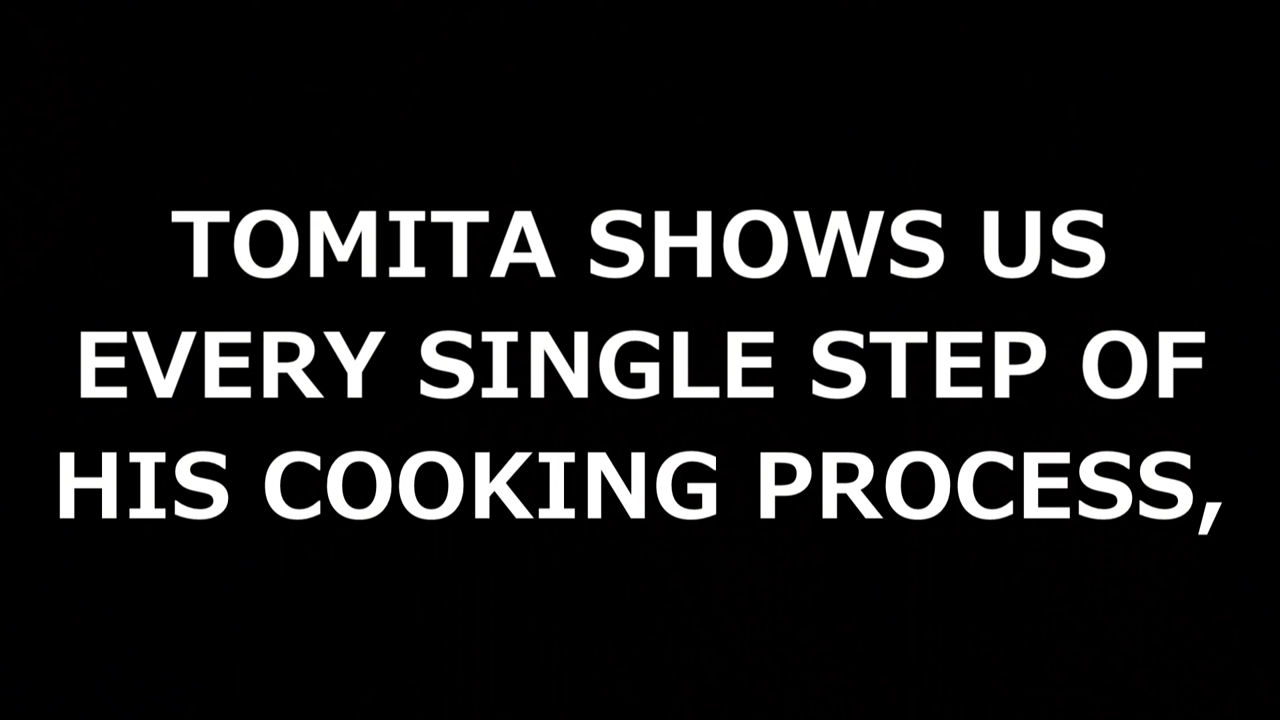 TOMITA SHOWS US
EVERY SINGLE STEP OF
HIS COOKING PROCESS,